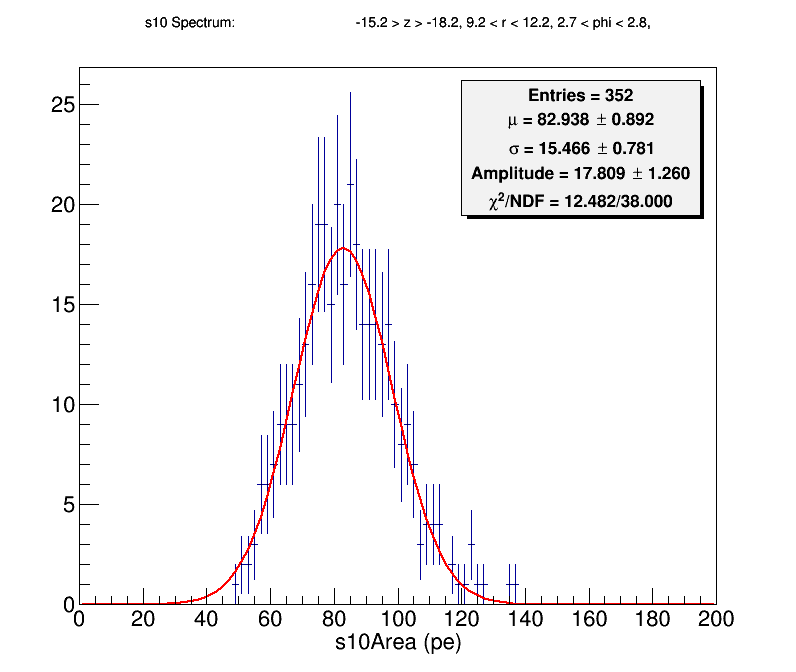 s10 Spectrum: -15.2 > z > -18.2, 9.2 < r < 12.2, 2.7 < phi < 2.8,
Entries = 352
μ = 82.938 ± 0.892
σ = 15.466 ± 0.781
Amplitude = 17.809 ± 1.260
χ²/NDF = 12.482/38.000
25
20
15
10
5
0
0 20 40 60 80 100 120 140 160 180 200
s10Area (pe)